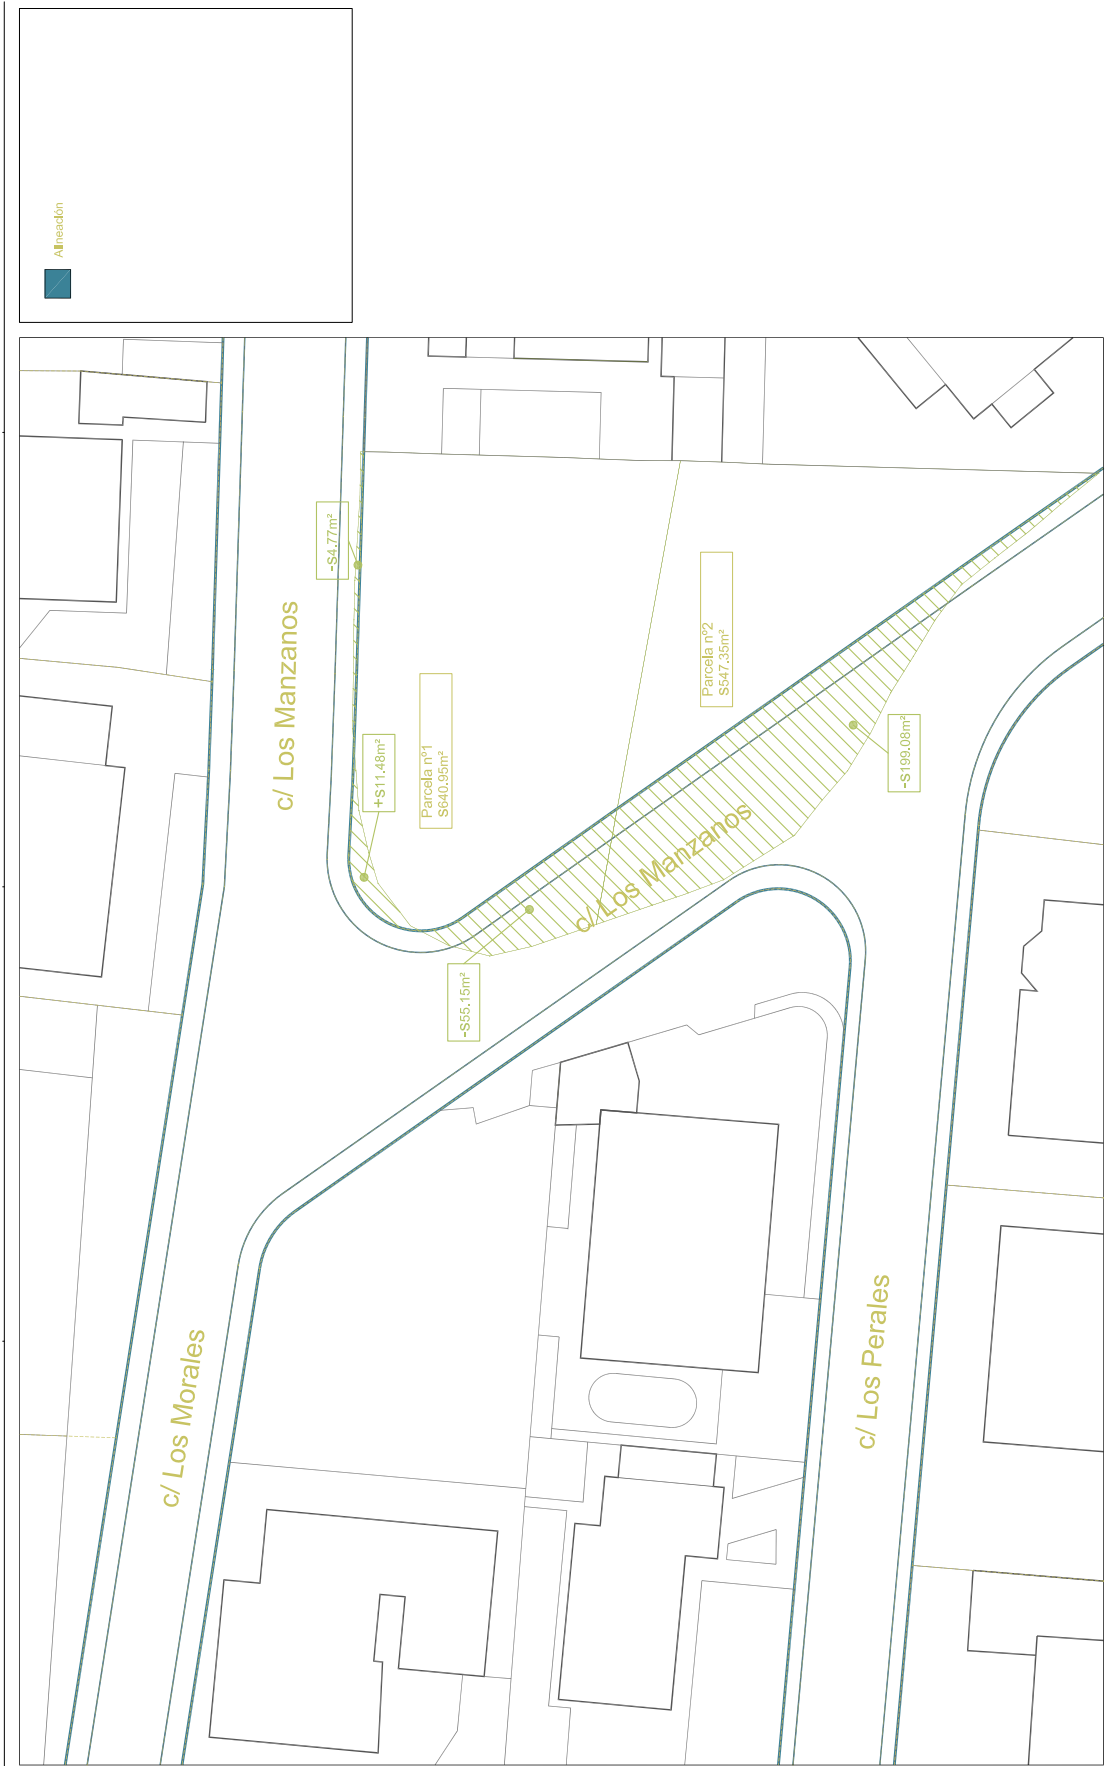 Alineación
c/ Los Manzanos
-S4.77m²
+S11.48m²
Parcela nº1
S640.95m²
Parcela nº2
S547.35m²
-S199.08m²
c/ Los Manzanos
-S55.15m²
c/ Los Morales
c/ Los Perales